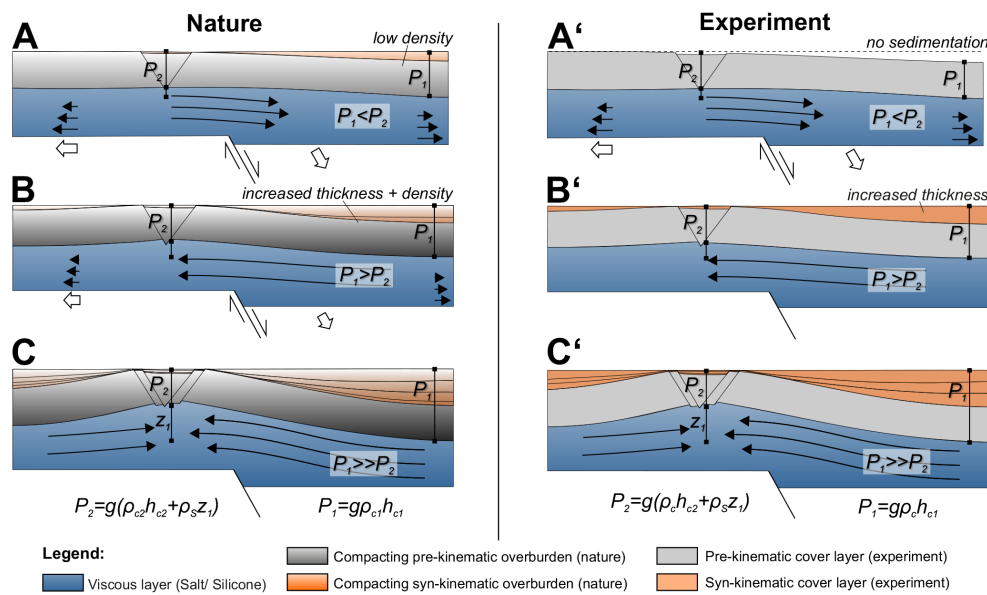 Nature
Experiment
A
low density
P₂
P₁
P₁<P₂
A‘
no sedimentation
P₂
P₁
P₁<P₂
B
increased thickness + density
P₂
P₁
P₁>P₂
B‘
increased thickness
P₂
P₁
P₁>P₂
C
P₂
P₁
z₁
P₁>>P₂
P₂=g(ρc2hc2+ρSz₁)
P₁=gρc1hc1
C‘
P₂
P₁
z₁
P₁>>P₂
P₂=g(ρchc2+ρSz₁)
P₁=gρchc1
Legend:
Viscous layer (Salt/ Silicone)
Compacting pre-kinematic overburden (nature)
Compacting syn-kinematic overburden (nature)
Pre-kinematic cover layer (experiment)
Syn-kinematic cover layer (experiment)